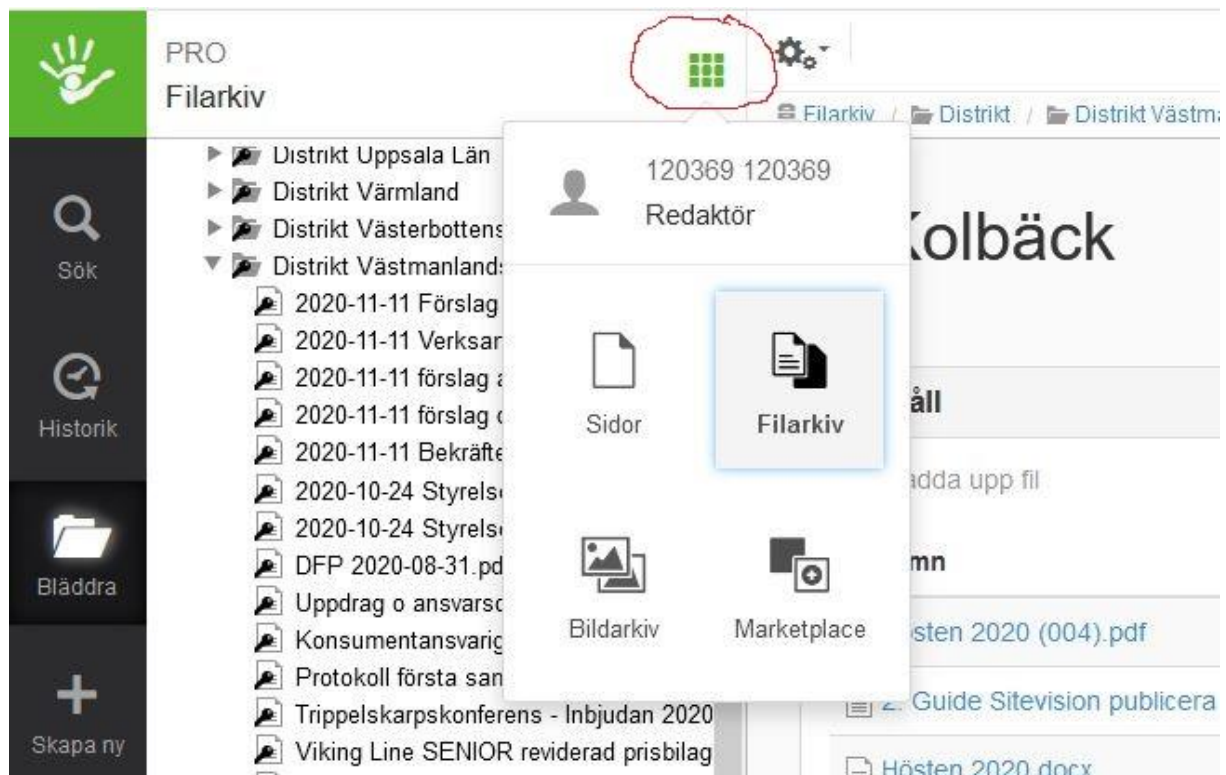 PRO
Filarkiv
Sök
Historik
Bläddra
Skapa ny
Distrikt Uppsala Län
Distrikt Värmland
Distrikt Västerbottens
Distrikt Västmanlands
2020-11-11 Förslag
2020-11-11 Verksam
2020-11-11 förslag
2020-11-11 förslag
2020-11-11 Bekräfte
2020-10-24 Styrelse
2020-10-24 Styrelse
DFP 2020-08-31.pd
Uppdrag o ansvarso
Konsumentansvarig
Protokoll första sam
Trippelskarpskonferens - Inbjudan 2020
Viking Line SENIOR reviderad prisbilag
120369 120369
Redaktör
Sidor
Filarkiv
Bildarkiv
Marketplace
Filarkiv / Distrikt / Distrikt Västma
Kolbäck
åll
adda upp fil
mn
östen 2020 (004).pdf
2. Guide Sitevision publicera
Hösten 2020.docx